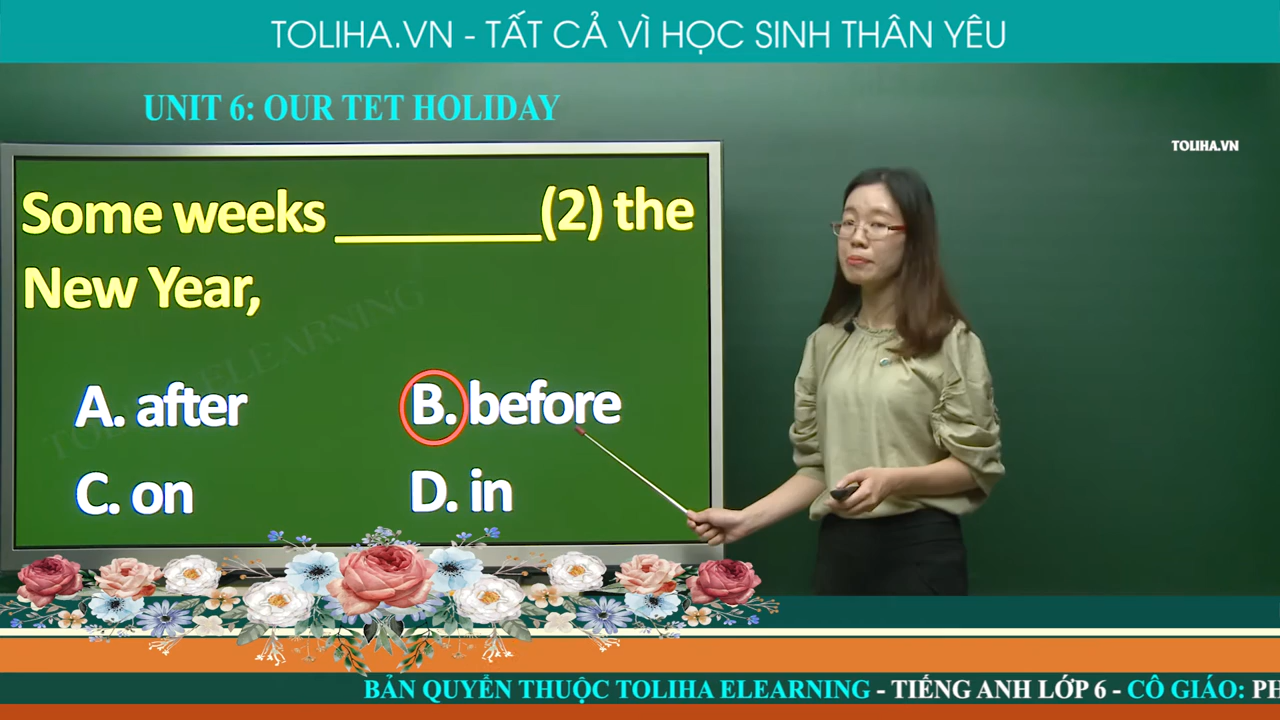 TOLIHA.VN - TẤT CẢ VÌ HỌC SINH THÂN YÊU
UNIT 6: OUR TET HOLIDAY
TOLIHA.VN
Some weeks ________(2) the
New Year,
TOLIHA ELEARNING
A. after
B. before
C. on
D. in
BẢN QUYỀN THUỘC TOLIHA ELEARNING - TIẾNG ANH LỚP 6 - CÔ GIÁO: PH